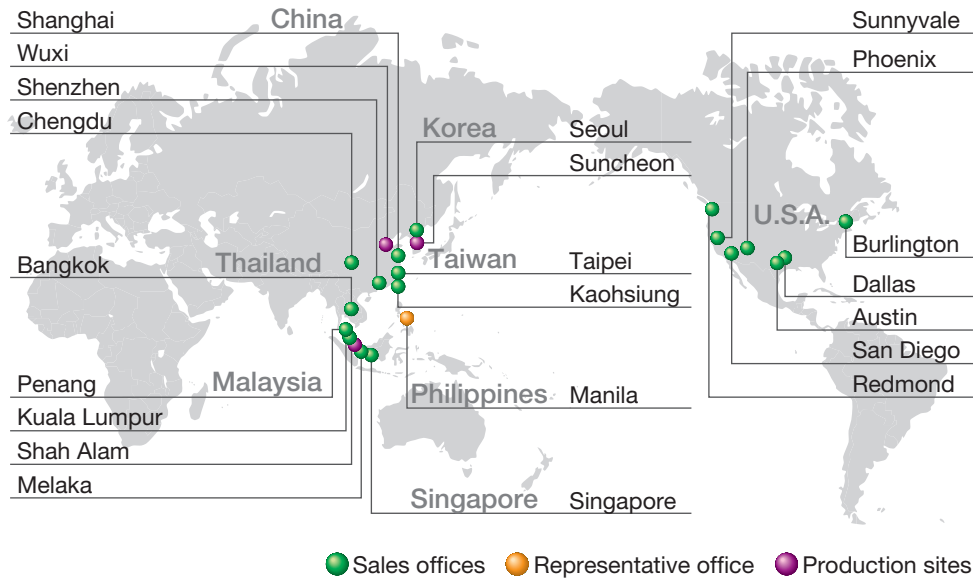 Shanghai
China
Wuxi
Shenzhen
Chengdu
Bangkok
Thailand
Penang
Malaysia
Kuala Lumpur
Shah Alam
Melaka
Korea
Seoul
Suncheon
Taiwan
Taipei
Kaohsiung
Philippines
Manila
Singapore
Singapore
Sunnyvale
Phoenix
U.S.A.
Burlington
Dallas
Austin
San Diego
Redmond
Sales offices
Representative office
Production sites